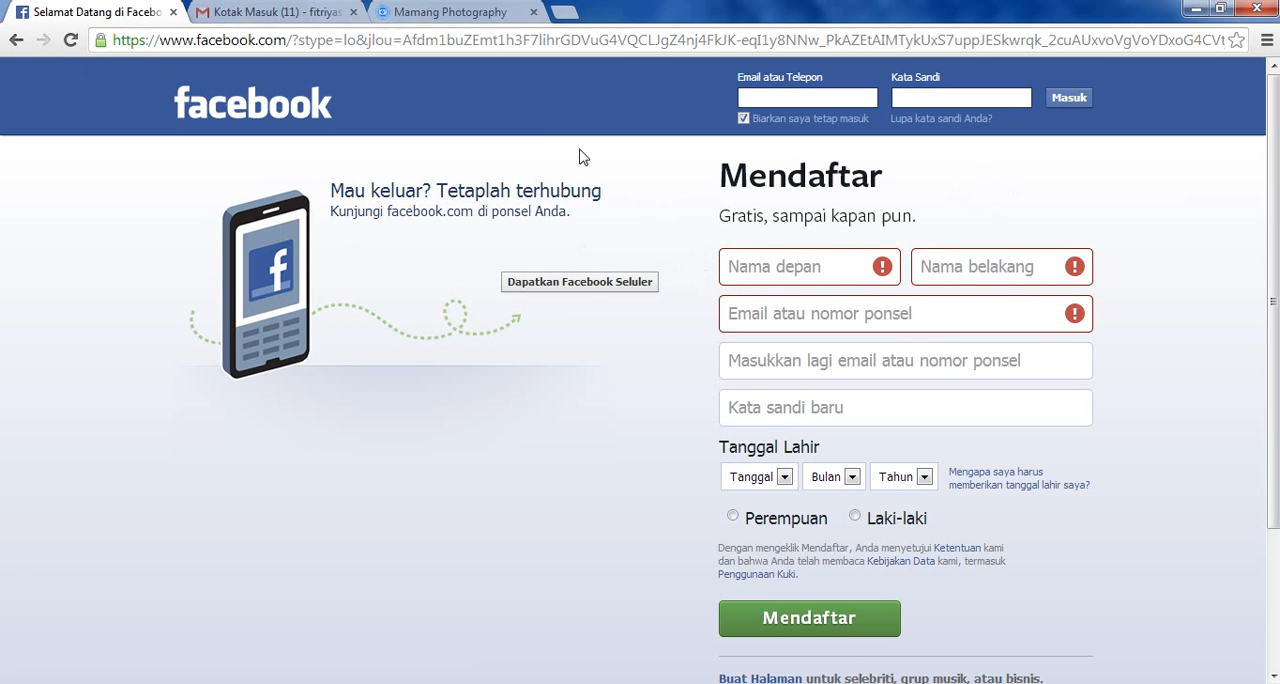 Selamat Datang di Facebo
Kotak Masuk (11) - fitriyas
Mamang Photography
https://www.facebook.com/?stype=lo&jlou=
facebook
Email atau Telepon
Kata Sandi
Masuk
Biarkan saya tetap masuk
Lupa kata sandi Anda?
Mau keluar? Tetaplah terhubung
Kunjungi facebook.com di ponsel Anda.
Dapatkan Facebook Seluler
Mendaftar
Gratis, sampai kapan pun.
Nama depan
Nama belakang
Email atau nomor ponsel
Masukkan lagi email atau nomor ponsel
Kata sandi baru
Tanggal Lahir
Tanggal
Bulan
Tahun
Mengapa saya harus
memberikan tanggal lahir saya?
Perempuan
Laki-laki
Dengan mengeklik Mendaftar, Anda menyetujui Ketentuan kami
dan bahwa Anda telah membaca Kebijakan Data kami, termasuk
Penggunaan Kuki.
Mendaftar
Buat Halaman untuk selebriti, grup musik, atau bisnis.